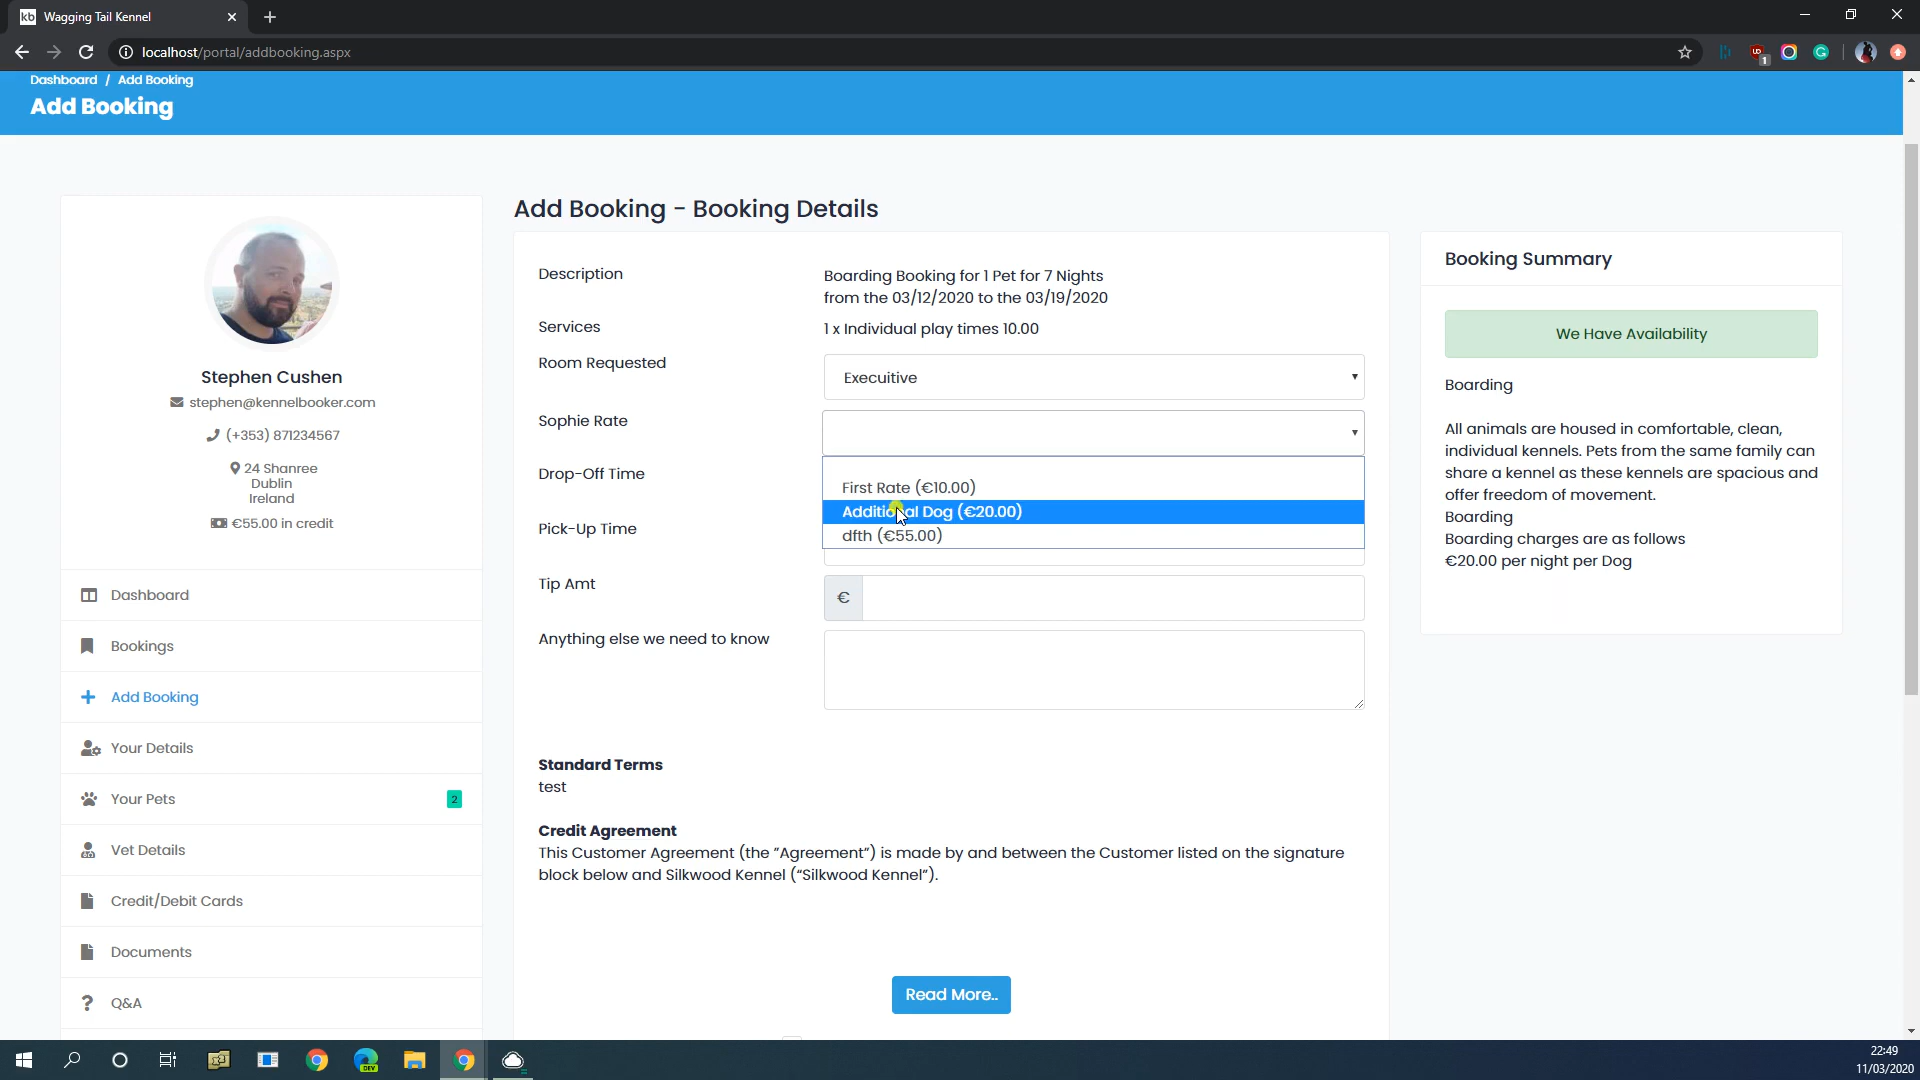 kb Wagging Tail Kennel
localhost/portal/addbooking.aspx
UD
1
G
Dashboard / Add Booking
Add Booking
Stephen Cushen
stephen@kennelbooker.com
(+353) 871234567
24 Shanree
Dublin
Ireland
€55.00 in credit
Dashboard
Bookings
Add Booking
Your Details
Your Pets 2
Vet Details
Credit/Debit Cards
Documents
? Q&A
Add Booking - Booking Details
Description
Boarding Booking for 1 Pet for 7 Nights
from the 03/12/2020 to the 03/19/2020
Services
1 x Individual play times 10.00
Room Requested
Execuitive
Sophie Rate
First Rate (€10.00)
Additional Dog (€20.00)
dfth (€55.00)
Drop-Off Time
Pick-Up Time
Tip Amt
€
Anything else we need to know
Standard Terms
test
Credit Agreement
This Customer Agreement (the "Agreement") is made by and between the Customer listed on the signature
block below and Silkwood Kennel ("Silkwood Kennel").
Read More..
Booking Summary
We Have Availability
Boarding
All animals are housed in comfortable, clean,
individual kennels. Pets from the same family can
share a kennel as these kennels are spacious and
offer freedom of movement.
Boarding
Boarding charges are as follows
€20.00 per night per Dog
DEV
22:49
11/03/2020